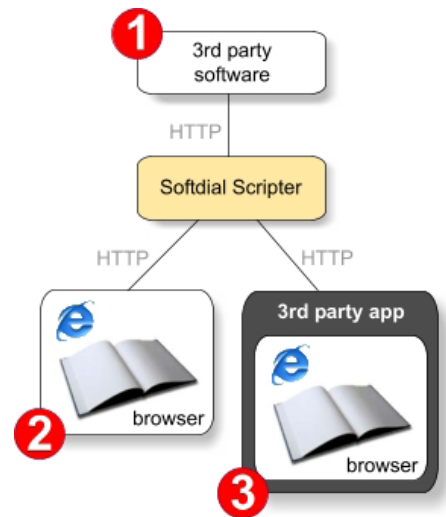 1
3rd party
software
HTTP
Softdial Scripter
HTTP
HTTP
3rd party app
browser
2
browser
3